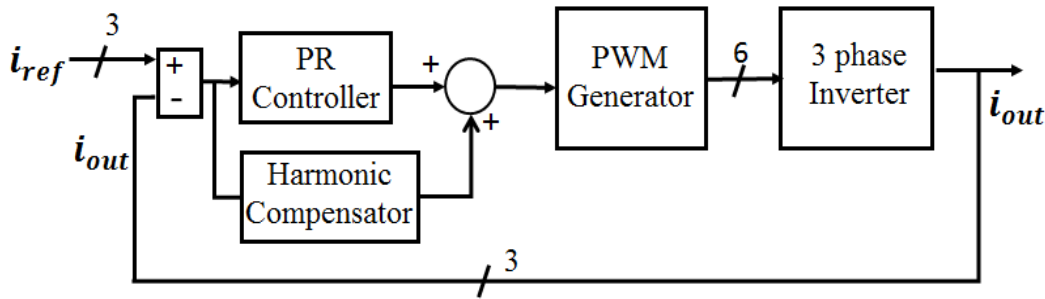 3
i_ref
+
-
PR
Controller
+
+
Harmonic
Compensator
PWM
Generator
6
3 phase
Inverter
i_out
i_out
3